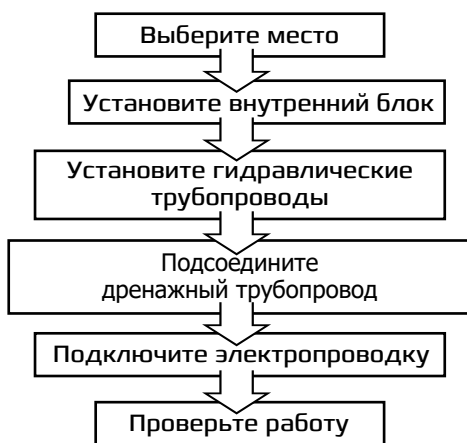 Выберите место
Установите внутренний блок
Установите гидравлические
трубопроводы
Подсоедините
дренажный трубопровод
Подключите электропроводку
Проверьте работу